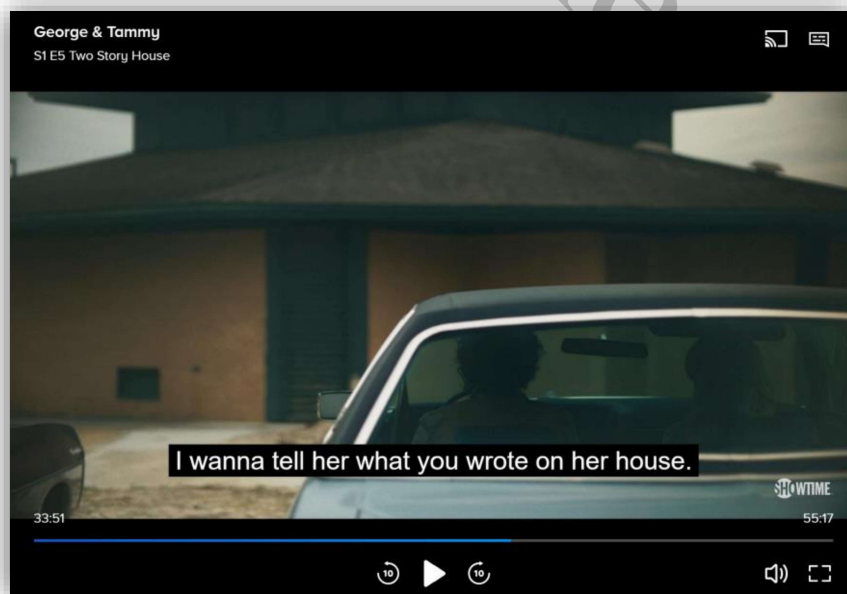 George & Tammy
S1 E5 Two Story House
I wanna tell her what you wrote on her house.
SHOWTIME
33:51
55:17
10
10